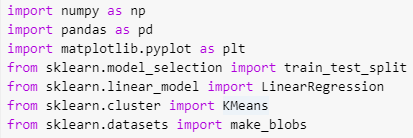 import numpy as np
import pandas as pd
import matplotlib.pyplot as plt
from sklearn.model_selection import train_test_split
from sklearn.linear_model import LinearRegression
from sklearn.cluster import KMeans
from sklearn.datasets import make_blobs